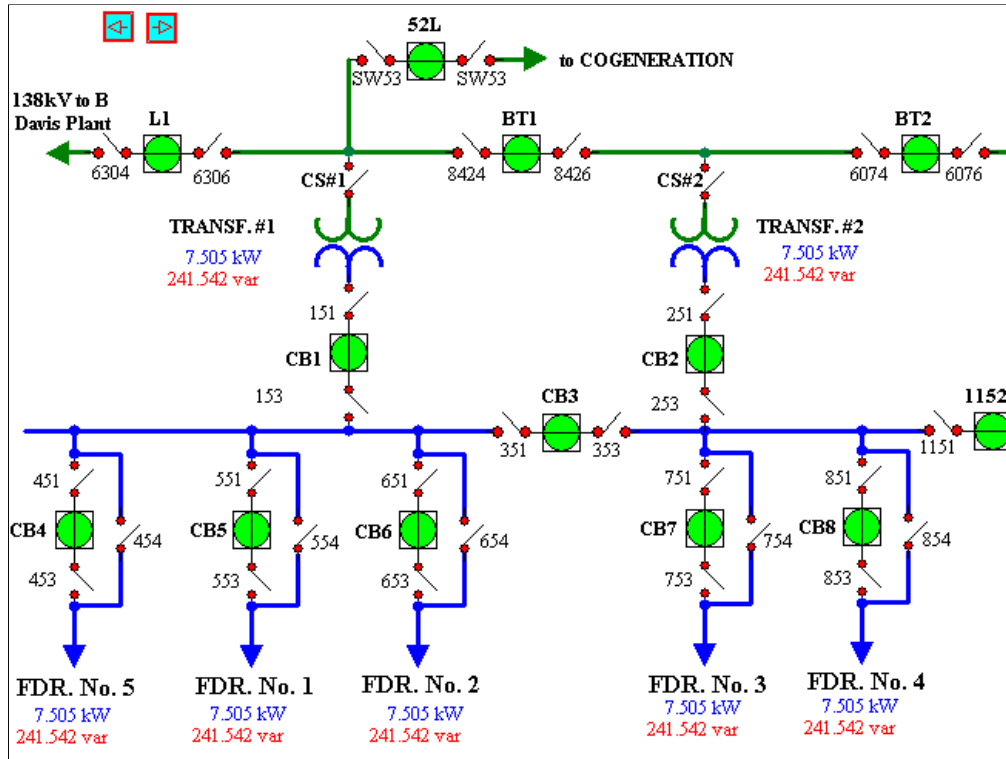 52L
SW53
SW53
to COGENERATION
138kV to B
Davis Plant
L1
BT1
BT2
6304
6306
8424
8426
6074
6076
CS#1
CS#2
TRANSF. #1
7.505 kW
241.542 var
TRANSF. #2
7.505 kW
241.542 var
151
251
CB1
CB2
153
253
CB3
1152
351
353
1151
451
551
651
751
851
CB4
454
CB5
554
CB6
654
CB7
754
CB8
854
453
553
653
753
853
FDR. No. 5
7.505 kW
241.542 var
FDR. No. 1
7.505 kW
241.542 var
FDR. No. 2
7.505 kW
241.542 var
FDR. No. 3
7.505 kW
241.542 var
FDR. No. 4
7.505 kW
241.542 var